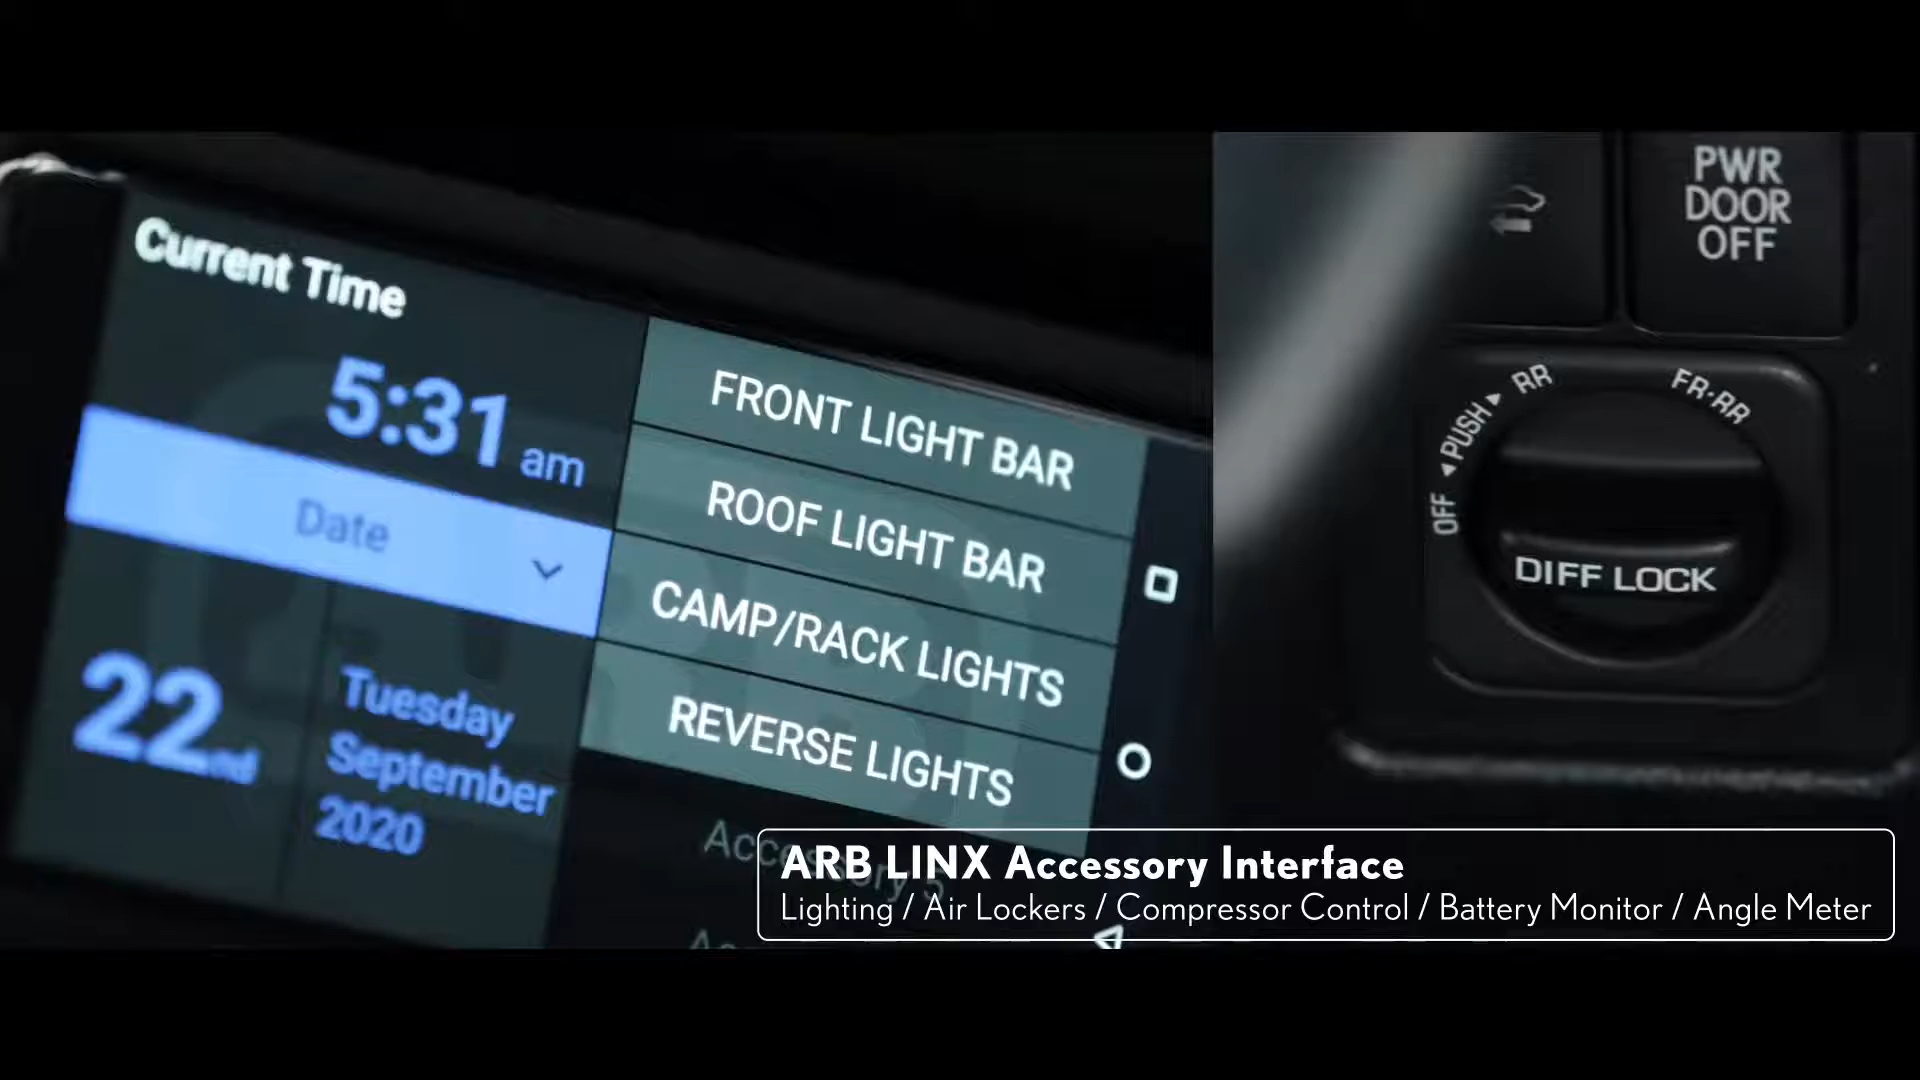 Current Time
5:31 am
Date
22nd
Tuesday
September
2020
FRONT LIGHT BAR
ROOF LIGHT BAR
CAMP/RACK LIGHTS
REVERSE LIGHTS
Accessory 5
PWR
DOOR
OFF
OFF ◄PUSH► RR FR·RR
DIFF LOCK
ARB LINX Accessory Interface
Lighting / Air Lockers / Compressor Control / Battery Monitor / Angle Meter